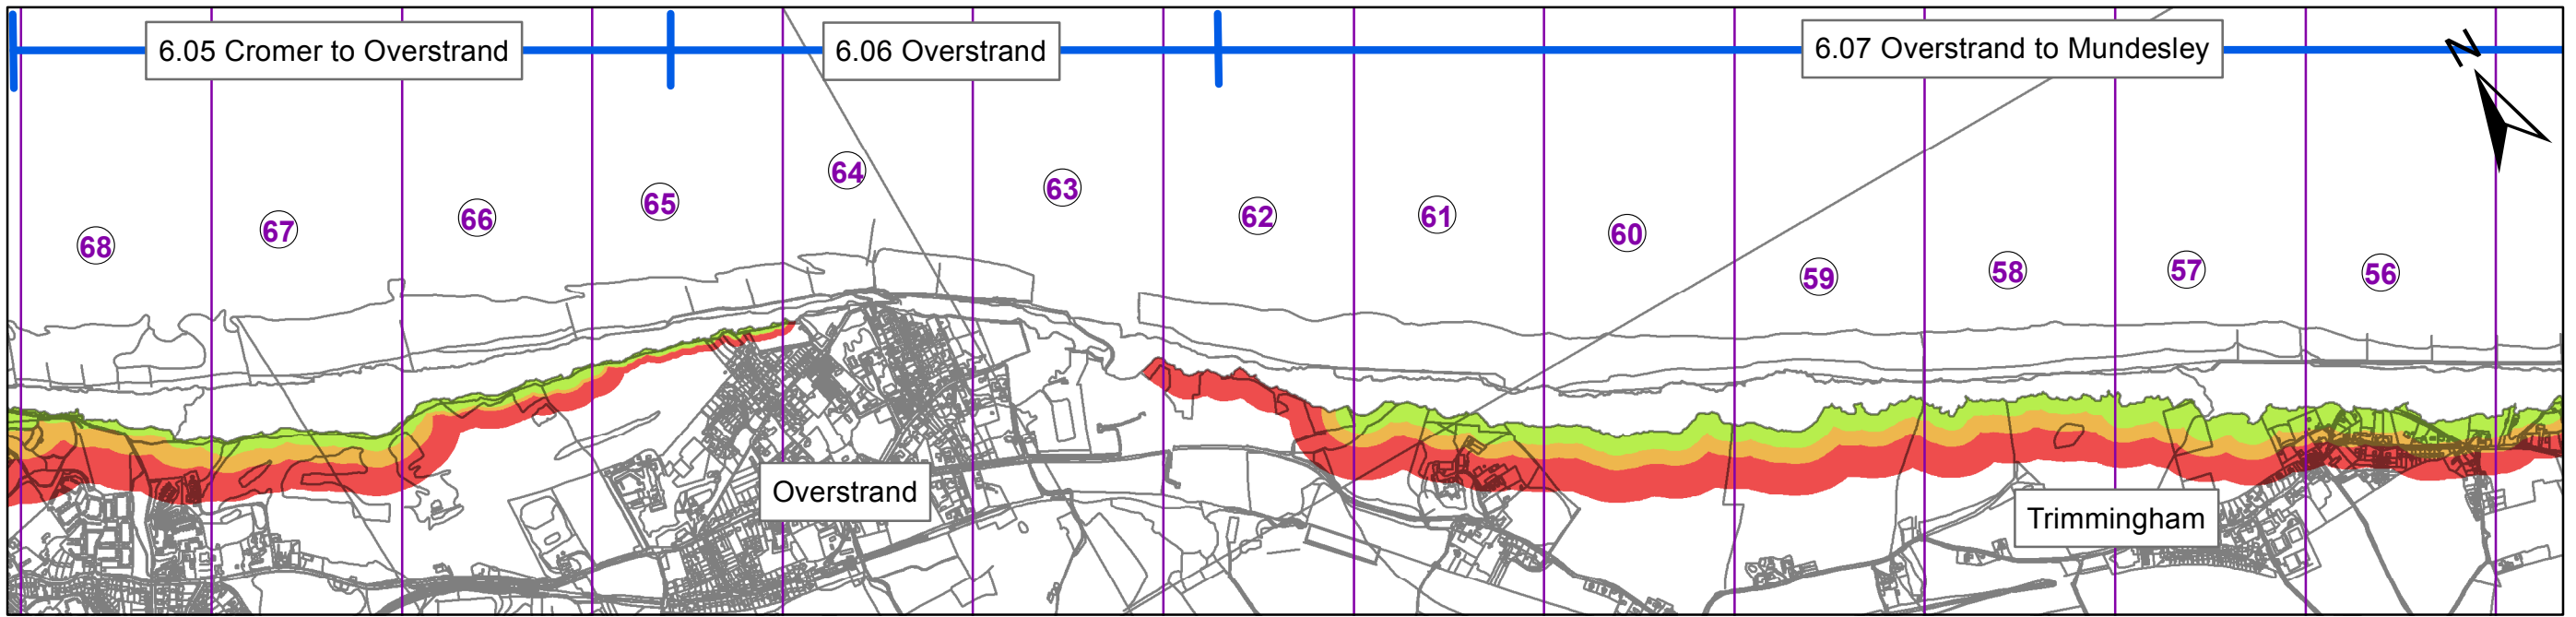 6.05 Cromer to Overstrand
6.06 Overstrand
6.07 Overstrand to Mundesley
N
68
67
66
65
64
63
62
61
60
59
58
57
56
Overstrand
Trimmingham